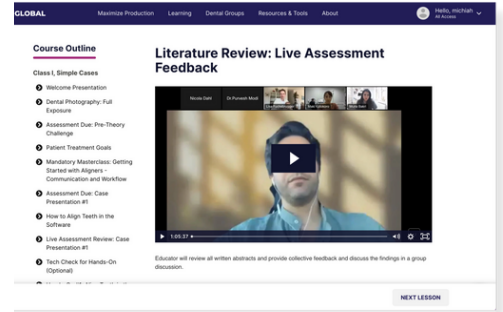 GLOBAL
Maximize Production
Learning
Dental Groups
Resources & Tools
About
Hello, michiah
All Access
Course Outline
Class I, Simple Cases
Welcome Presentation
Dental Photography: Full
Exposure
Assessment Due: Pre-Theory
Challenge
Patient Treatment Goals
Mandatory Masterclass: Getting
Started with Aligners -
Communication and Workflow
Assessment Due: Case
Presentation #1
How to Align Teeth in the
Software
Live Assessment Review: Case
Presentation #1
Tech Check for Hands-On
(Optional)
Literature Review: Live Assessment
Feedback
Nicole Dahl
Dr.Purvesh Modi
1:05:37
Educator will review all written abstracts and provide collective feedback and discuss the findings in a group
discussion.
NEXT LESSON